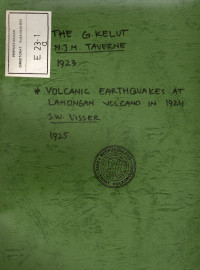 THE G. KELUT
N.J.M. TAVERNE
1923
E 23-1
* VOLCANIC EARTHQUAKES AT
LAMONGAN VOLCANO IN 1924
S.W. VISSER
1925